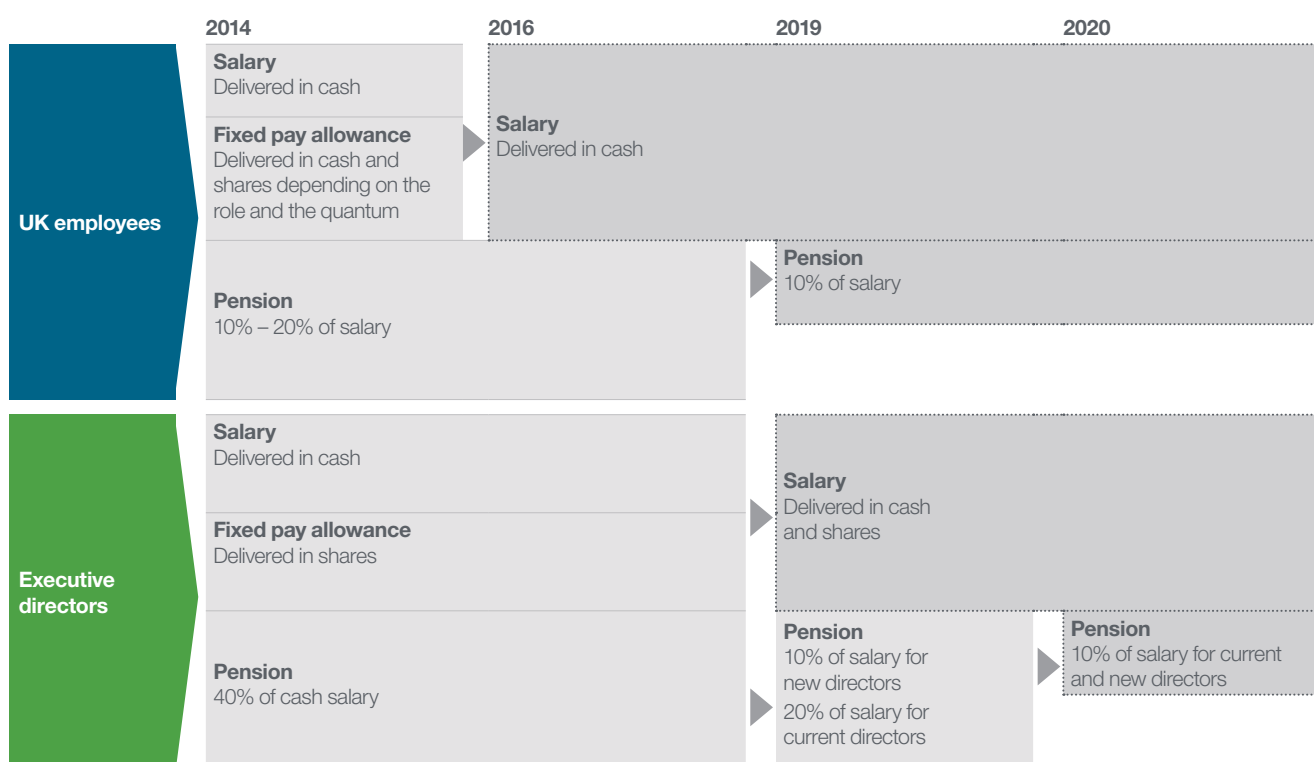 2014
2016
2019
2020
UK employees
Salary
Delivered in cash
Fixed pay allowance
Delivered in cash and
shares depending on the
role and the quantum
Salary
Delivered in cash
Pension
10% – 20% of salary
Pension
10% of salary
Executive
directors
Salary
Delivered in cash
Fixed pay allowance
Delivered in shares
Salary
Delivered in cash
and shares
Pension
40% of cash salary
Pension
10% of salary for
new directors
20% of salary for
current directors
Pension
10% of salary for current
and new directors